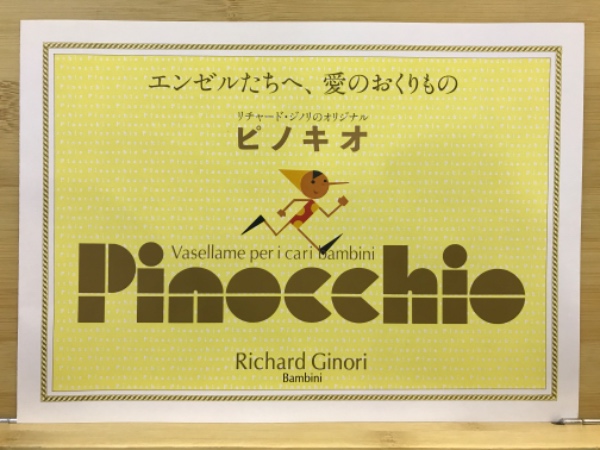 エンゼルたちへ、愛のおくりもの
リチャード・ジノリのオリジナル
ピノキオ
Vasellame per i cari bambini
Pinocchio
Richard Ginori
Bambini